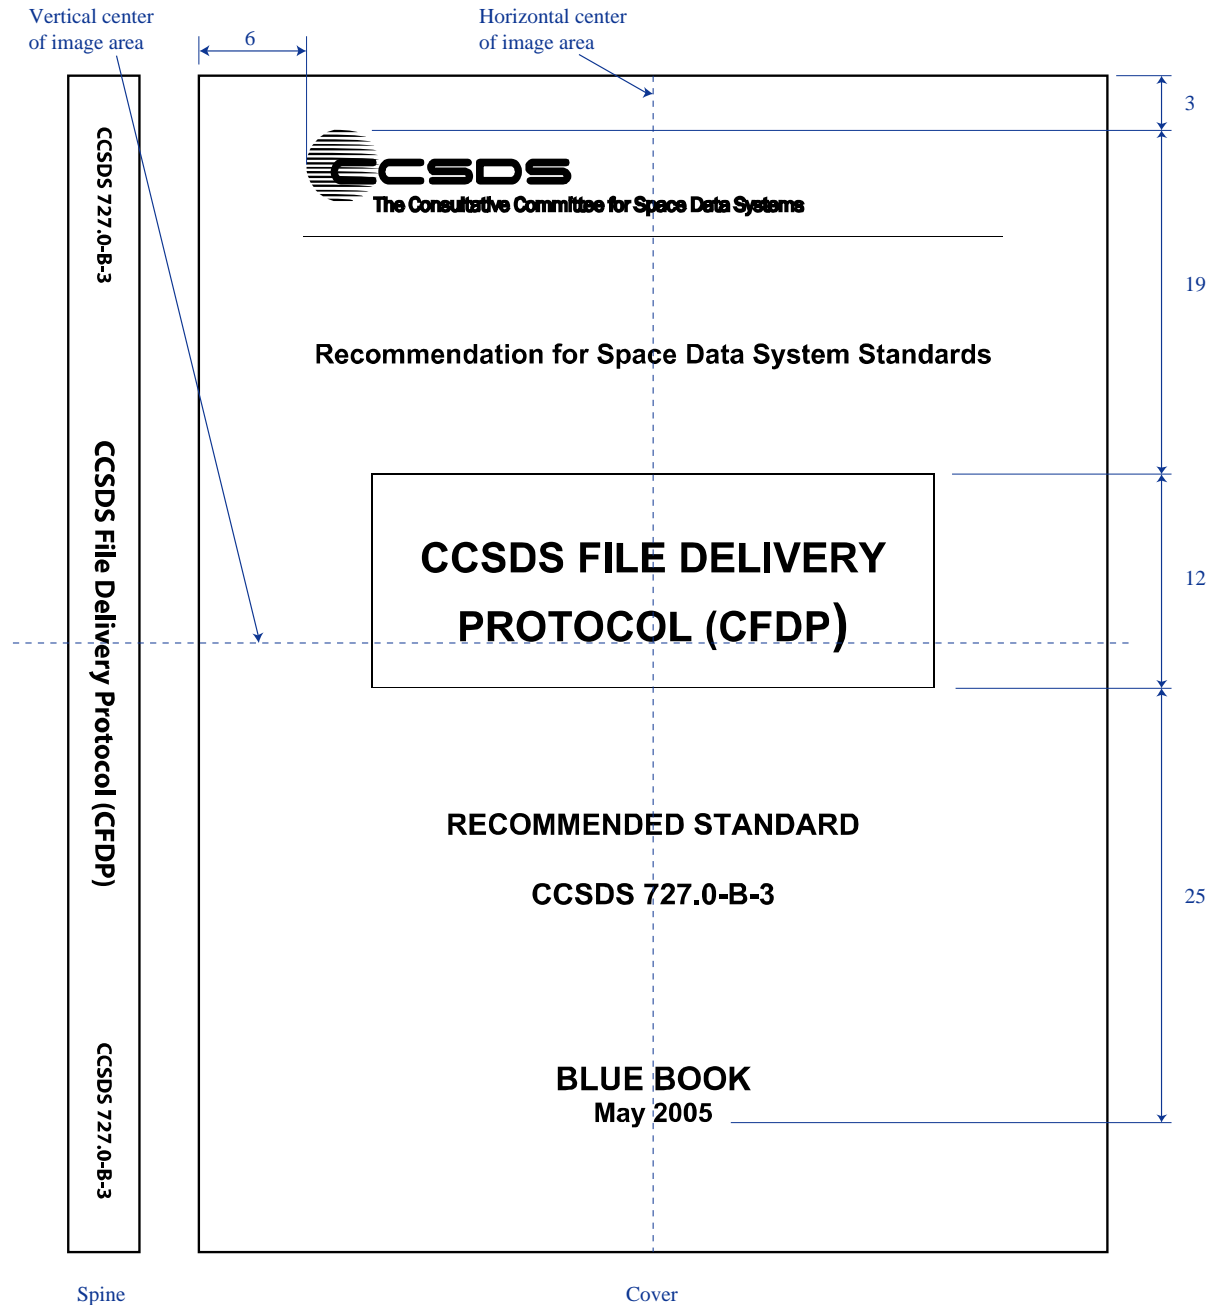 Vertical center
of image area
6
Horizontal center
of image area
3
CCSDS
The Consultative Committee for Space Data Systems
19
Recommendation for Space Data System Standards
CCSDS FILE DELIVERY
PROTOCOL (CFDP)
12
RECOMMENDED STANDARD
CCSDS 727.0-B-3
25
BLUE BOOK
May 2005
CCSDS 727.0-B-3
CCSDS File Delivery Protocol (CFDP)
CCSDS 727.0-B-3
Spine
Cover